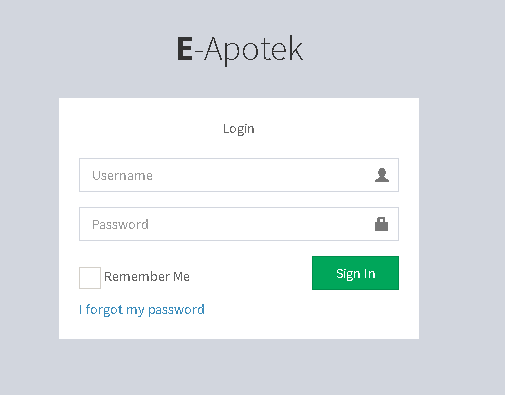 E-Apotek
Login
Username
Password
Remember Me
Sign In
I forgot my password